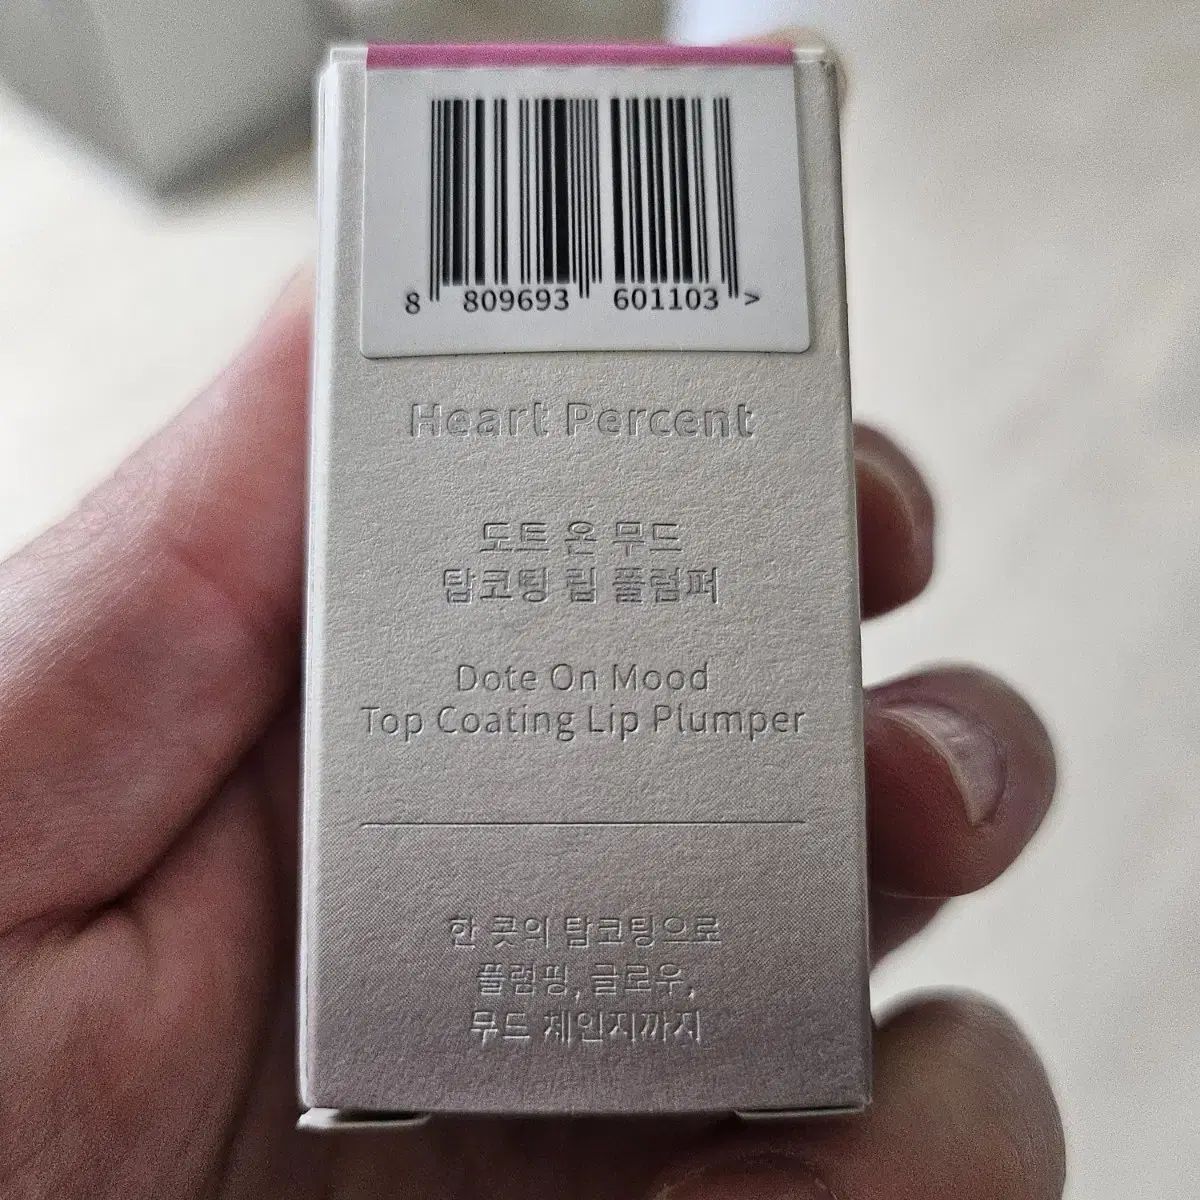 8 809693 601103 >
Heart Percent
도트 온 무드
탑코팅 립 플럼퍼
Dote On Mood
Top Coating Lip Plumper
한 콧의 탑코팅으로
플럼핑, 글로우,
무드 체인지까지